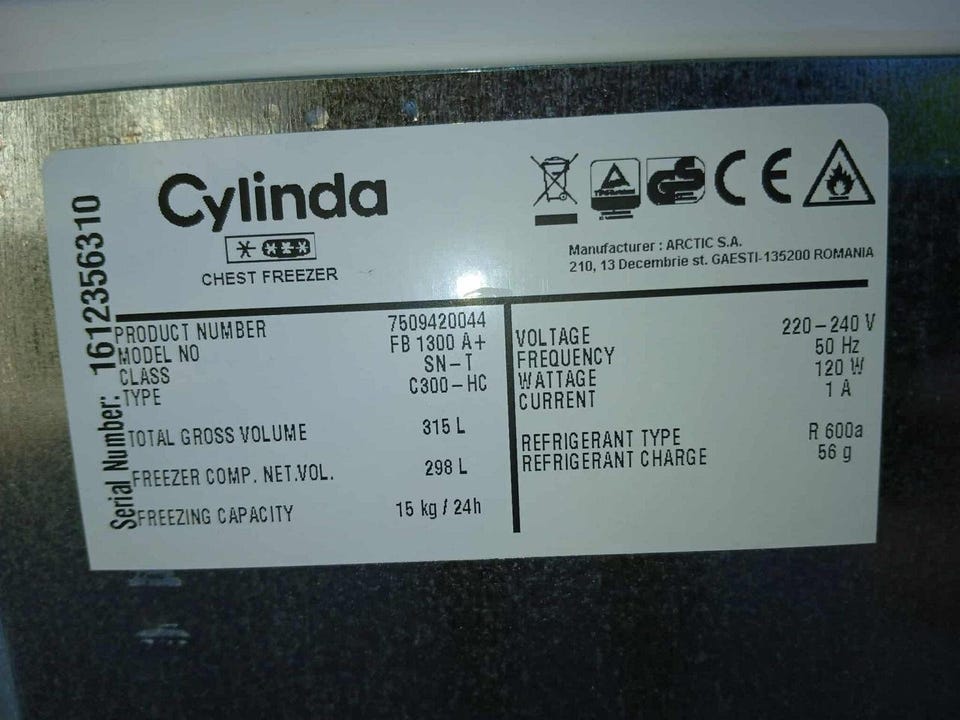 Serial Number: 1612356310
Cylinda
CHEST FREEZER
CE
Manufacturer : ARCTIC S.A.
210, 13 Decembrie st. GAESTI-135200 ROMANIA
PRODUCT NUMBER 7509420044
MODEL NO FB 1300 A+
CLASS SN-T
TYPE C300-HC
TOTAL GROSS VOLUME 315 L
FREEZER COMP. NET.VOL. 298 L
FREEZING CAPACITY 15 kg / 24h
VOLTAGE 220-240 V
FREQUENCY 50 Hz
WATTAGE 120 W
CURRENT 1 A
REFRIGERANT TYPE R 600a
REFRIGERANT CHARGE 56 g